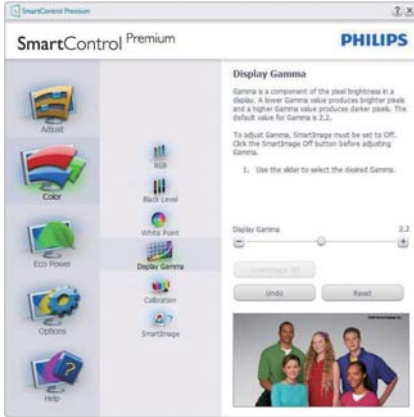 SmartControl Premium
SmartControl Premium
PHILIPS
Adjust
Color
Eco Power
Options
Help
RGB
Black Level
White Point
Display Gamma
Calibration
SmartImage
Display Gamma
Gamma is a component of the pixel brightness in a
display. A lower Gamma value produces brighter pixels
and a higher Gamma value produces darker pixels. The
default value for Gamma is 2.2.
To adjust Gamma, SmartImage must be set to Off.
Click the SmartImage Off button before adjusting
Gamma.
1. Use the slider to select the desired Gamma.
Display Gamma 2.2
SmartImage Off
Undo Reset